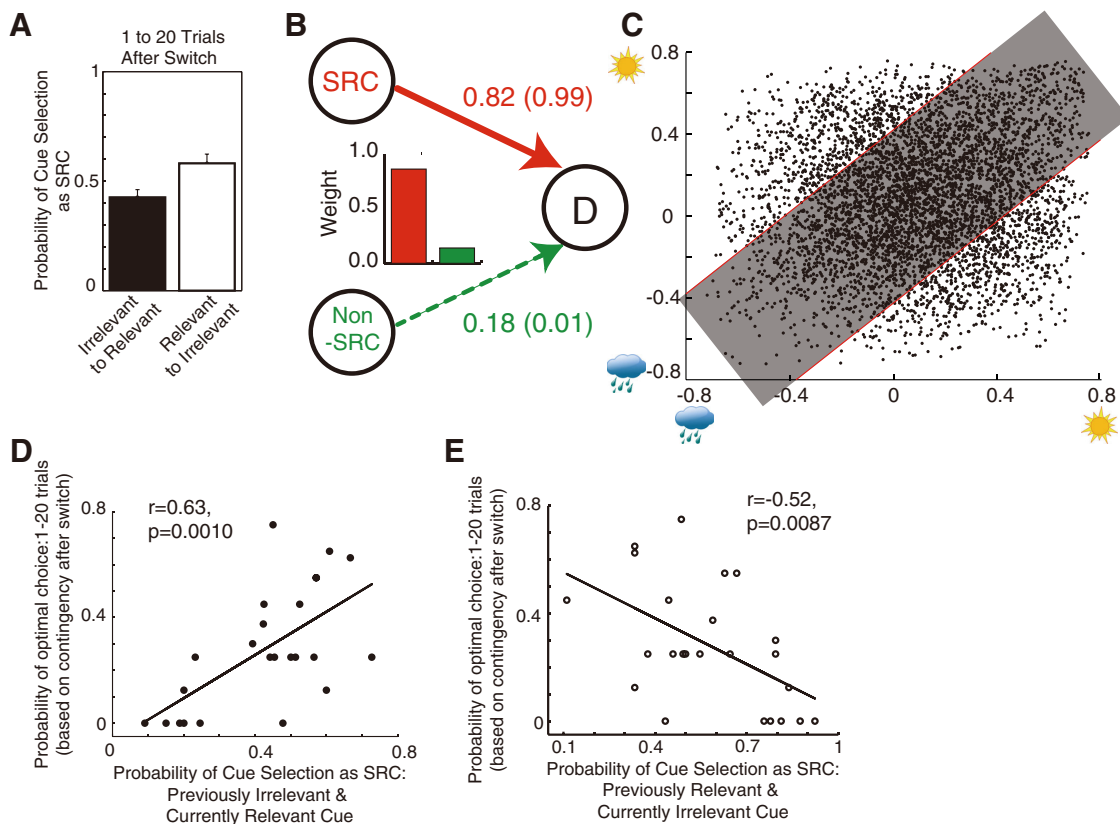 A
1 to 20 Trials
After Switch
Probability of Cue Selection
as SRC
1
0.5
0
Irrelevant
to Relevant
Relevant
to Irrelevant
B
SRC
0.82 (0.99)
Weight
1.0
0.5
0.0
D
Non
-SRC
0.18 (0.01)
C
0.8
0.4
0
-0.4
-0.8
-0.8
-0.4
0
0.4
0.8
D
Probability of optimal choice:1-20 trials
(based on contingency after switch)
0.8
0.4
0
r=0.63,
p=0.0010
0
0.4
0.8
Probability of Cue Selection as SRC:
Previously Irrelevant &
Currently Relevant Cue
E
Probability of optimal choice:1-20 trials
(based on contingency after switch)
0.8
0.4
0
r=-0.52,
p=0.0087
0.1
0.4
0.7
1
Probability of Cue Selection as SRC:
Previously Relevant &
Currently Irrelevant Cue